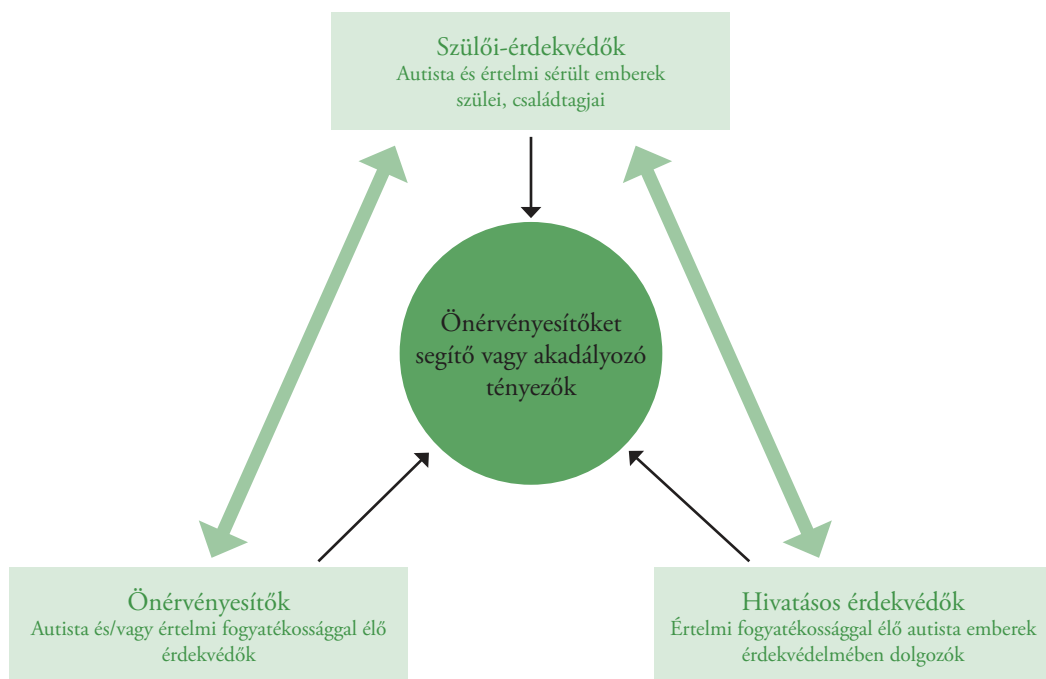 Szülői-érdekvédők
Autista és értelmi sérült emberek
szülei, családtagjai
Önérvényesítőket
segítő vagy akadályozó
tényezők
Önérvényesítők
Autista és/vagy értelmi fogyatékossággal élő
érdekvédők
Hivatásos érdekvédők
Értelmi fogyatékossággal élő autista emberek
érdekvédelmében dolgozók